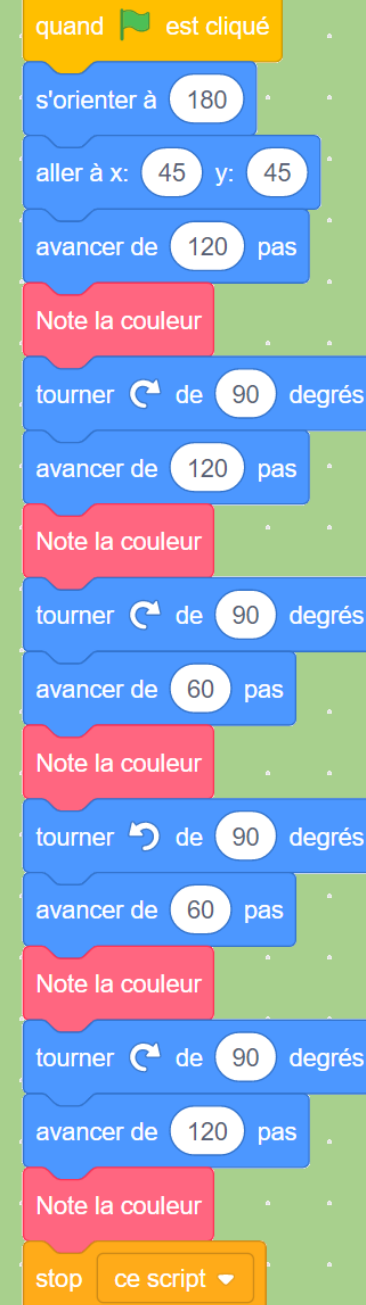 quand est cliqué
s'orienter à 180
aller à x: 45 y: 45
avancer de 120 pas
Note la couleur
tourner de 90 degrés
avancer de 120 pas
Note la couleur
tourner de 90 degrés
avancer de 60 pas
Note la couleur
tourner de 90 degrés
avancer de 60 pas
Note la couleur
tourner de 90 degrés
avancer de 120 pas
Note la couleur
stop ce script